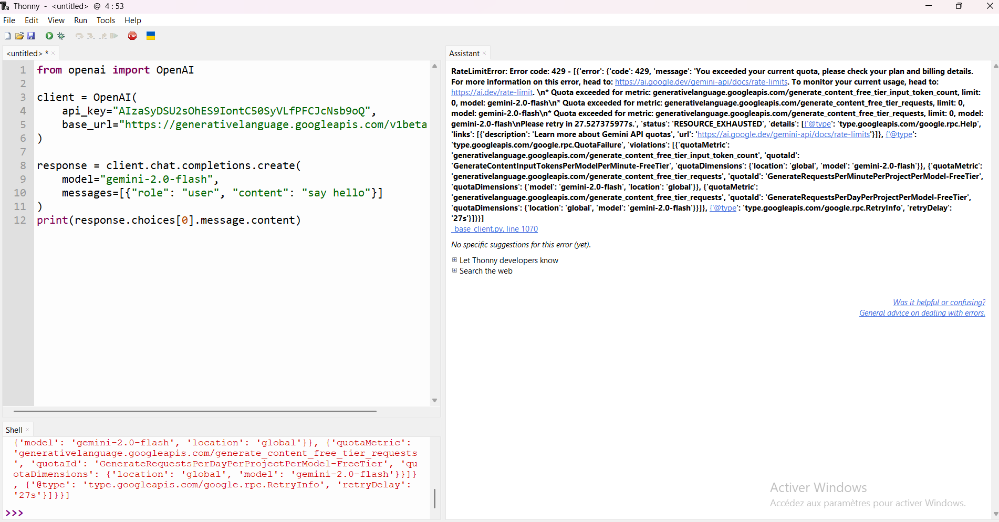 Thonny - <untitled> @ 4:53
File Edit View Run Tools Help
<untitled> *
1 from openai import OpenAI
2
3 client = OpenAI(
4 api_key="AIzaSyDSU2sOhES9IontC50SyVLfPFCJcNsb9oQ",
5 base_url="https://generativelanguage.googleapis.com/v1beta
6 )
7
8 response = client.chat.completions.create(
9 model="gemini-2.0-flash",
10 messages=[{"role": "user", "content": "say hello"}]
11 )
12 print(response.choices[0].message.content)
Shell
{'model': 'gemini-2.0-flash', 'location': 'global'}}, {'quotaMetric':
'generativelanguage.googleapis.com/generate_content_free_tier_requests
', 'quotaId': 'GenerateRequestsPerDayPerProjectPerModel-FreeTier', 'qu
otaDimensions': {'location': 'global', 'model': 'gemini-2.0-flash'}}]}
, {'@type': 'type.googleapis.com/google.rpc.RetryInfo', 'retryDelay':
'27s'}]}}]
>>>
Assistant
RateLimitError: Error code: 429 - [{'error': {'code': 429, 'message': 'You exceeded your current quota, please check your plan and billing details.
For more information on this error, head to: https://ai.google.dev/gemini-api/docs/rate-limits. To monitor your current usage, head to:
https://ai.dev/rate-limit. \n* Quota exceeded for metric: generativelanguage.googleapis.com/generate_content_free_tier_input_token_count, limit:
0, model: gemini-2.0-flash\n* Quota exceeded for metric: generativelanguage.googleapis.com/generate_content_free_tier_requests, limit: 0,
model: gemini-2.0-flash\n* Quota exceeded for metric: generativelanguage.googleapis.com/generate_content_free_tier_requests, limit: 0, model:
gemini-2.0-flash\nPlease retry in 27.527375977s.', 'status': 'RESOURCE_EXHAUSTED', 'details': [{'@type': 'type.googleapis.com/google.rpc.Help',
'links': [{'description': 'Learn more about Gemini API quotas', 'url': 'https://ai.google.dev/gemini-api/docs/rate-limits'}]}, {'@type':
'type.googleapis.com/google.rpc.QuotaFailure', 'violations': [{'quotaMetric':
'generativelanguage.googleapis.com/generate_content_free_tier_input_token_count', 'quotaId':
'GenerateContentInputTokensPerModelPerMinute-FreeTier', 'quotaDimensions': {'location': 'global', 'model': 'gemini-2.0-flash'}}, {'quotaMetric':
'generativelanguage.googleapis.com/generate_content_free_tier_requests', 'quotaId': 'GenerateRequestsPerMinutePerProjectPerModel-FreeTier',
'quotaDimensions': {'model': 'gemini-2.0-flash', 'location': 'global'}}, {'quotaMetric':
'generativelanguage.googleapis.com/generate_content_free_tier_requests', 'quotaId': 'GenerateRequestsPerDayPerProjectPerModel-FreeTier',
'quotaDimensions': {'location': 'global', 'model': 'gemini-2.0-flash'}}]}, {'@type': 'type.googleapis.com/google.rpc.RetryInfo', 'retryDelay':
'27s'}]}}]
_base_client.py, line 1070
No specific suggestions for this error (yet).
Let Thonny developers know
Search the web
Was it helpful or confusing?
General advice on dealing with errors.
Activer Windows
Accédez aux paramètres pour activer Windows.